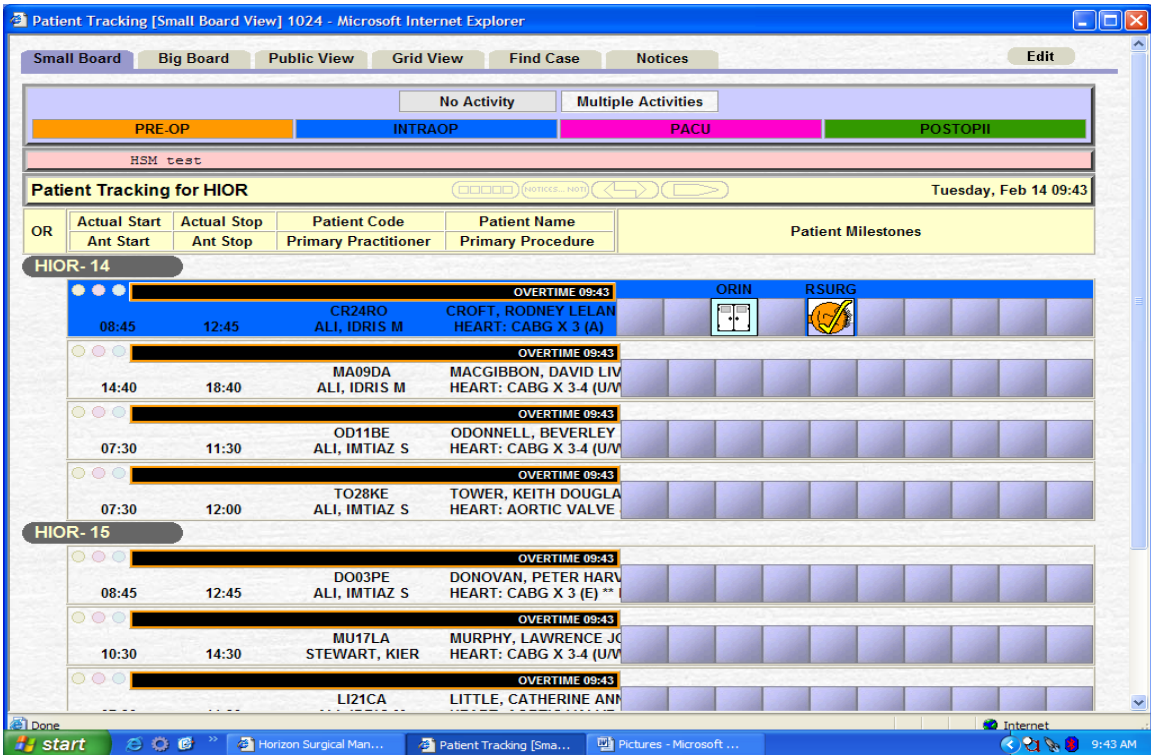 Patient Tracking [Small Board View] 1024 - Microsoft Internet Explorer
Small Board Big Board Public View Grid View Find Case Notices Edit
No Activity Multiple Activities
PRE-OP INTRAOP PACU POSTOPII
HSM test
Patient Tracking for HIOR NOTICES... NOTI Tuesday, Feb 14 09:43
OR Actual Start Actual Stop Patient Code Patient Name Patient Milestones
Ant Start Ant Stop Primary Practitioner Primary Procedure
HIOR- 14
OVERTIME 09:43 ORIN RSURG
CR24RO CROFT, RODNEY LELAN
08:45 12:45 ALI, IDRIS M HEART: CABG X 3 (A)
OVERTIME 09:43
MA09DA MACGIBBON, DAVID LIV
14:40 18:40 ALI, IDRIS M HEART: CABG X 3-4 (U/W
OVERTIME 09:43
OD11BE ODONNELL, BEVERLEY
07:30 11:30 ALI, IMTIAZ S HEART: CABG X 3-4 (U/W
OVERTIME 09:43
TO28KE TOWER, KEITH DOUGLA
07:30 12:00 ALI, IMTIAZ S HEART: AORTIC VALVE
HIOR- 15
OVERTIME 09:43
DO03PE DONOVAN, PETER HARV
08:45 12:45 ALI, IMTIAZ S HEART: CABG X 3 (E) **
OVERTIME 09:43
MU17LA MURPHY, LAWRENCE JO
10:30 14:30 STEWART, KIER HEART: CABG X 3-4 (U/W
OVERTIME 09:43
LI21CA LITTLE, CATHERINE ANN
Done Internet
start Horizon Surgical Man... Patient Tracking [Sma... Pictures - Microsoft ... 9:43 AM